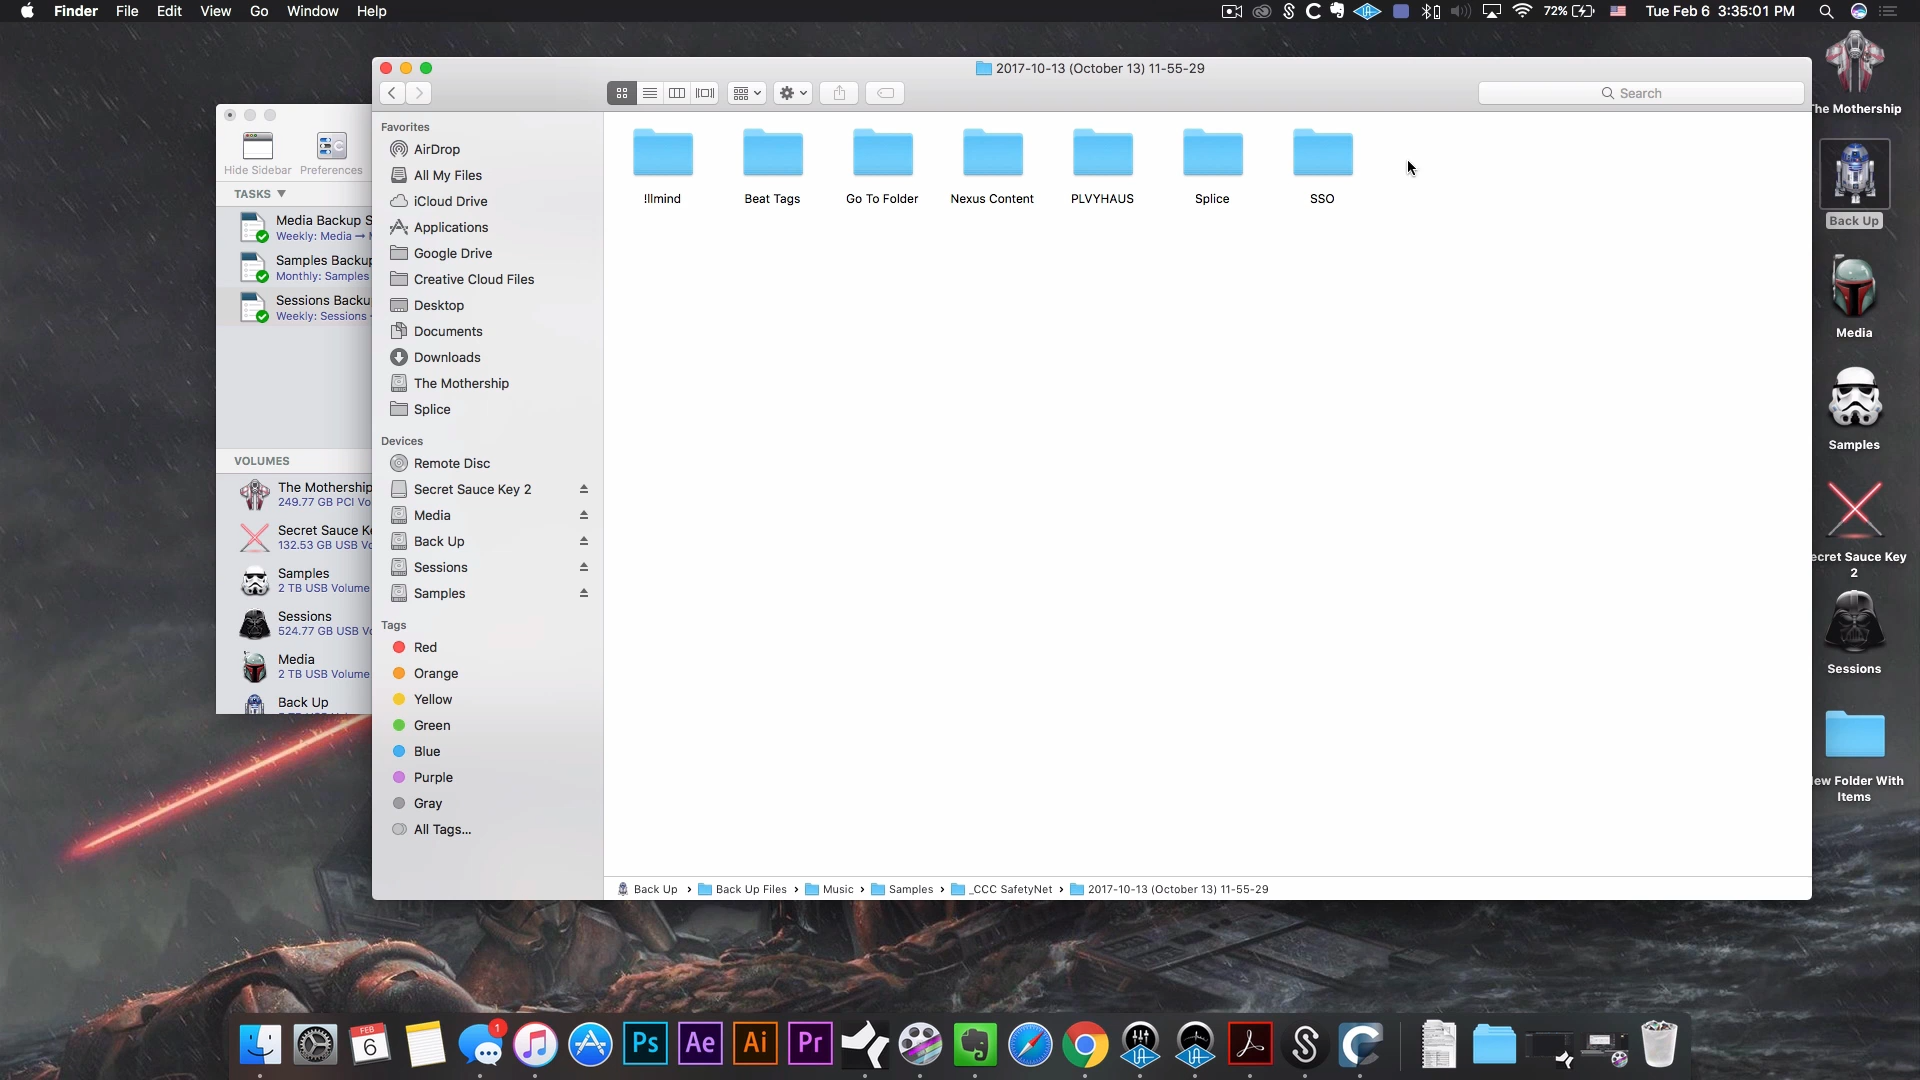 Finder File Edit View Go Window Help
72% Tue Feb 6 3:35:01 PM
2017-10-13 (October 13) 11-55-29
Search
Hide Sidebar Preferences
TASKS ▼
Media Backup S
Weekly: Media →
Samples Backup
Monthly: Samples
Sessions Backu
Weekly: Sessions
VOLUMES
The Mothership
249.77 GB PCI Vo
Secret Sauce Ke
132.53 GB USB Vo
Samples
2 TB USB Volume
Sessions
524.77 GB USB Vo
Media
2 TB USB Volume
Back Up
Favorites
AirDrop
All My Files
iCloud Drive
Applications
Google Drive
Creative Cloud Files
Desktop
Documents
Downloads
The Mothership
Splice
Devices
Remote Disc
Secret Sauce Key 2
Media
Back Up
Sessions
Samples
Tags
Red
Orange
Yellow
Green
Blue
Purple
Gray
All Tags...
!llmind Beat Tags Go To Folder Nexus Content PLVYHAUS Splice SSO
Back Up › Back Up Files › Music › Samples › _CCC SafetyNet › 2017-10-13 (October 13) 11-55-29
The Mothership
Back Up
Media
Samples
ecret Sauce Key
2
Sessions
ew Folder With
Items
FEB
6
1
Ps Ae Ai Pr